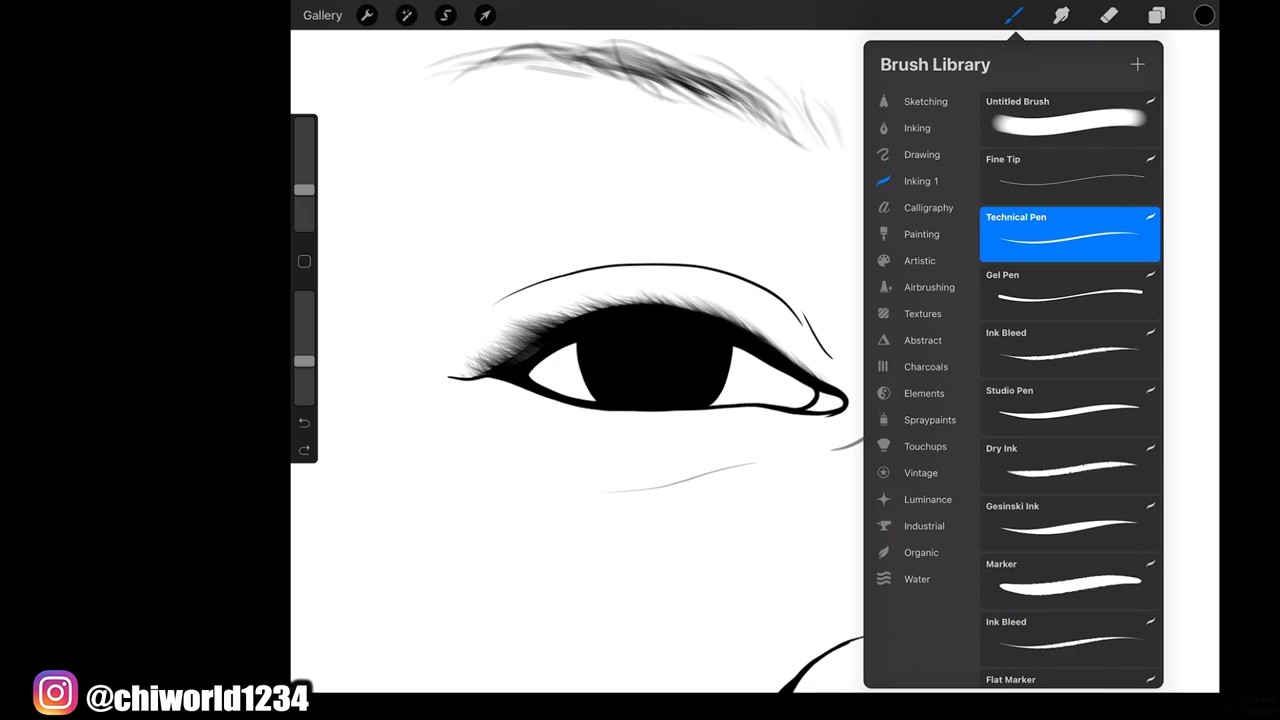 Gallery
Brush Library
Sketching
Inking
Drawing
Inking 1
Calligraphy
Painting
Artistic
Airbrushing
Textures
Abstract
Charcoals
Elements
Spraypaints
Touchups
Vintage
Luminance
Industrial
Organic
Water
Untitled Brush
Fine Tip
Technical Pen
Gel Pen
Ink Bleed
Studio Pen
Dry Ink
Gesinski Ink
Marker
Ink Bleed
Flat Marker
@chiworld1234